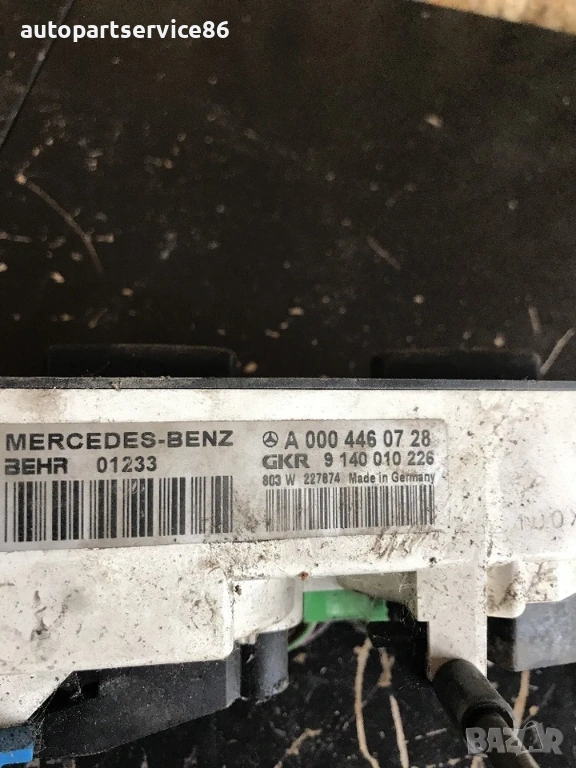 autopartservice86
MERCEDES-BENZ A 000 446 07 28
BEHR 01233 GKR 9 140 010 226
803 W 227874 Made in Germany
BAZAR